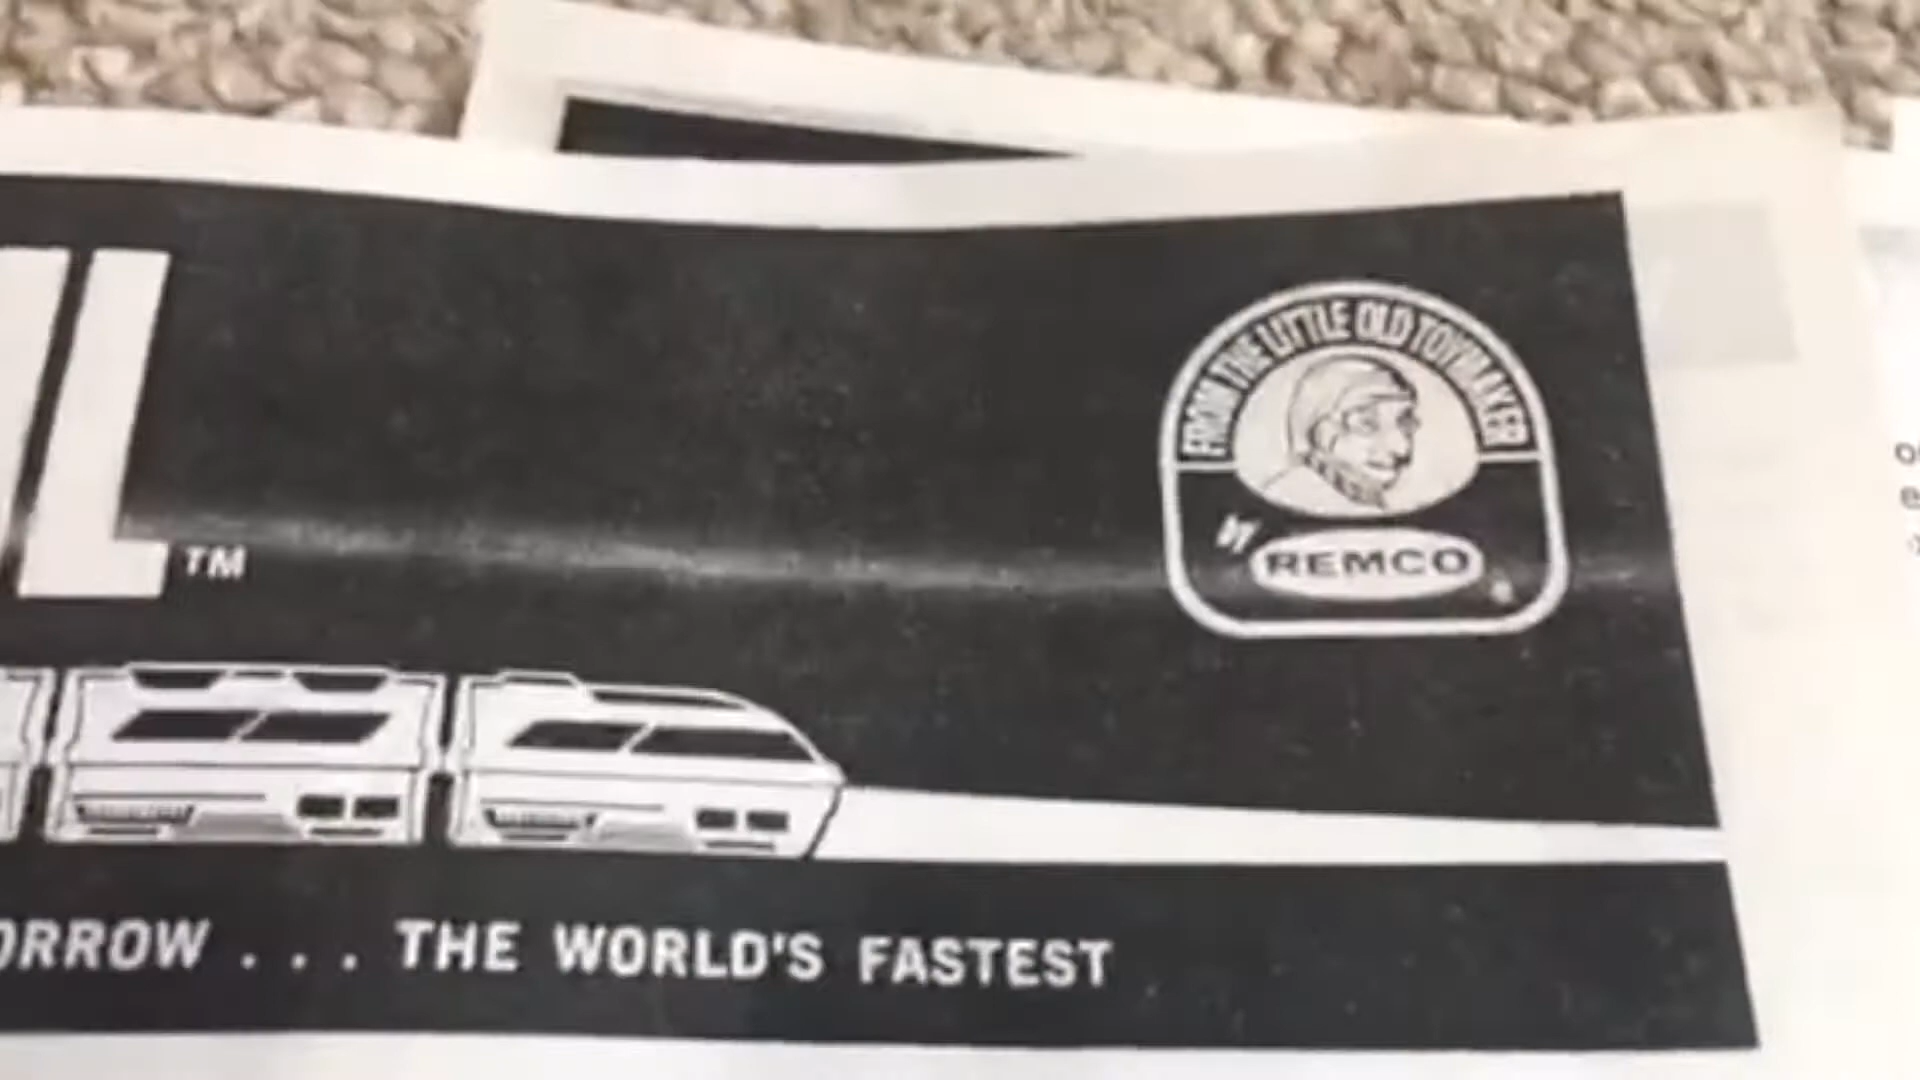 L™
FROM THE LITTLE OLD TOYMAKER
by
REMCO
ORROW . . . THE WORLD'S FASTEST